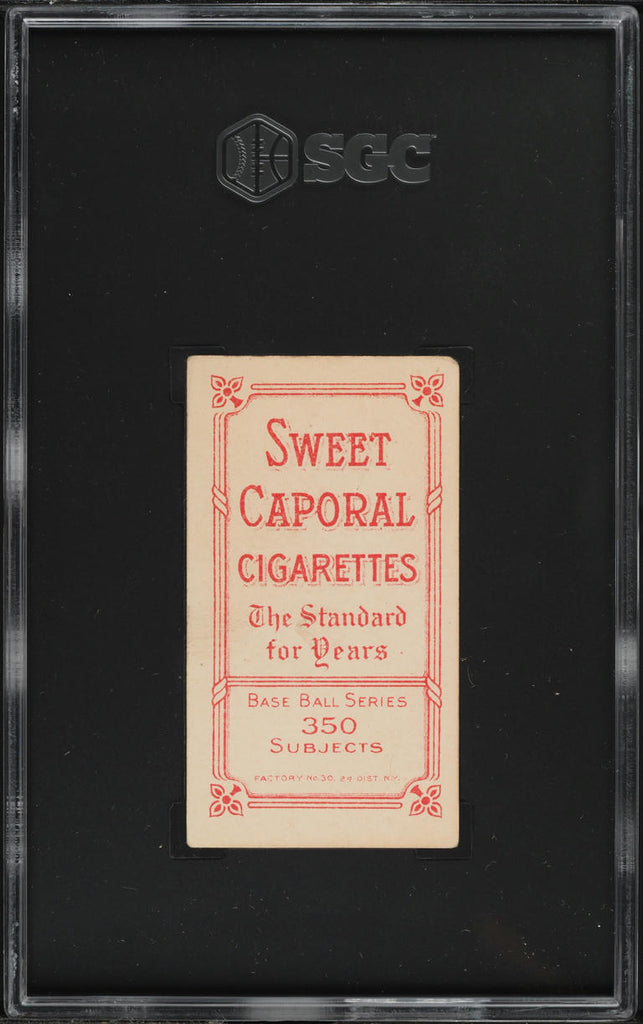 SGC
SWEET
CAPORAL
CIGARETTES
The Standard
for Years
BASE BALL SERIES
350
SUBJECTS
FACTORY No. 30, 2d DIST. N.Y.